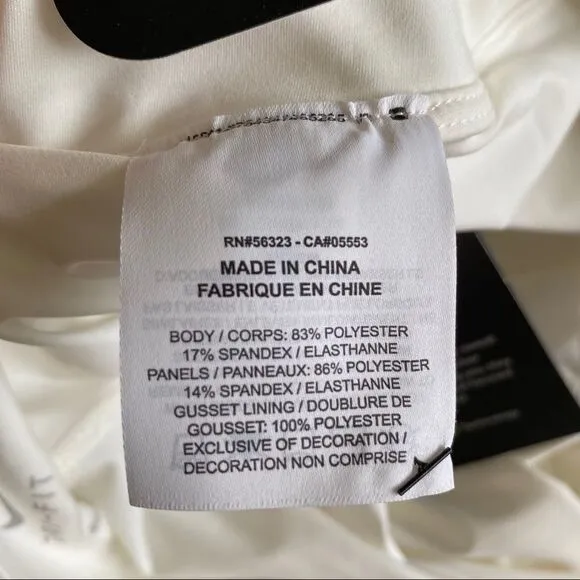 RN#56323 - CA#05553
MADE IN CHINA
FABRIQUE EN CHINE
BODY / CORPS: 83% POLYESTER
17% SPANDEX / ELASTHANNE
PANELS / PANNEAUX: 86% POLYESTER
14% SPANDEX / ELASTHANNE
GUSSET LINING / DOUBLURE DE
GOUSSET: 100% POLYESTER
EXCLUSIVE OF DECORATION /
DECORATION NON COMPRISE